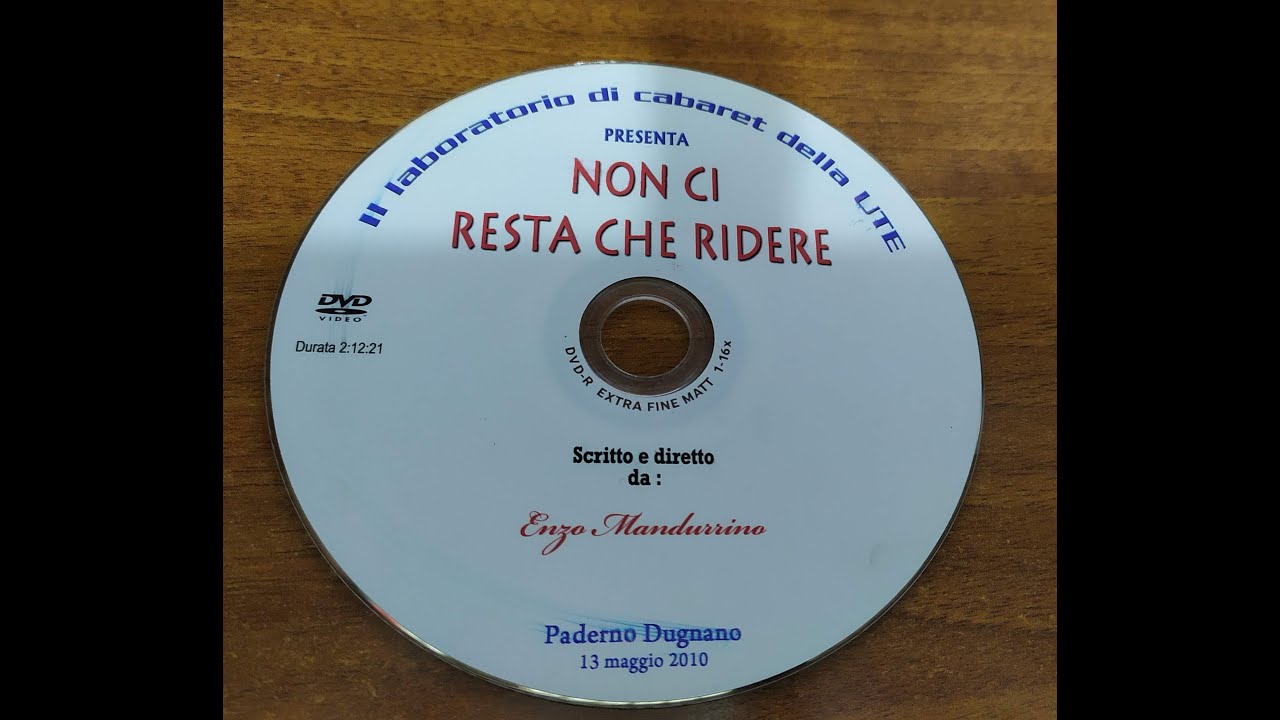 Il laboratorio di cabaret della UTE
PRESENTA
NON CI
RESTA CHE RIDERE
DVD
VIDEO
Durata 2:12:21
DVD-R EXTRA FINE MATT 1-16x
Scritto e diretto
da :
Enzo Mandurrino
Paderno Dugnano
13 maggio 2010